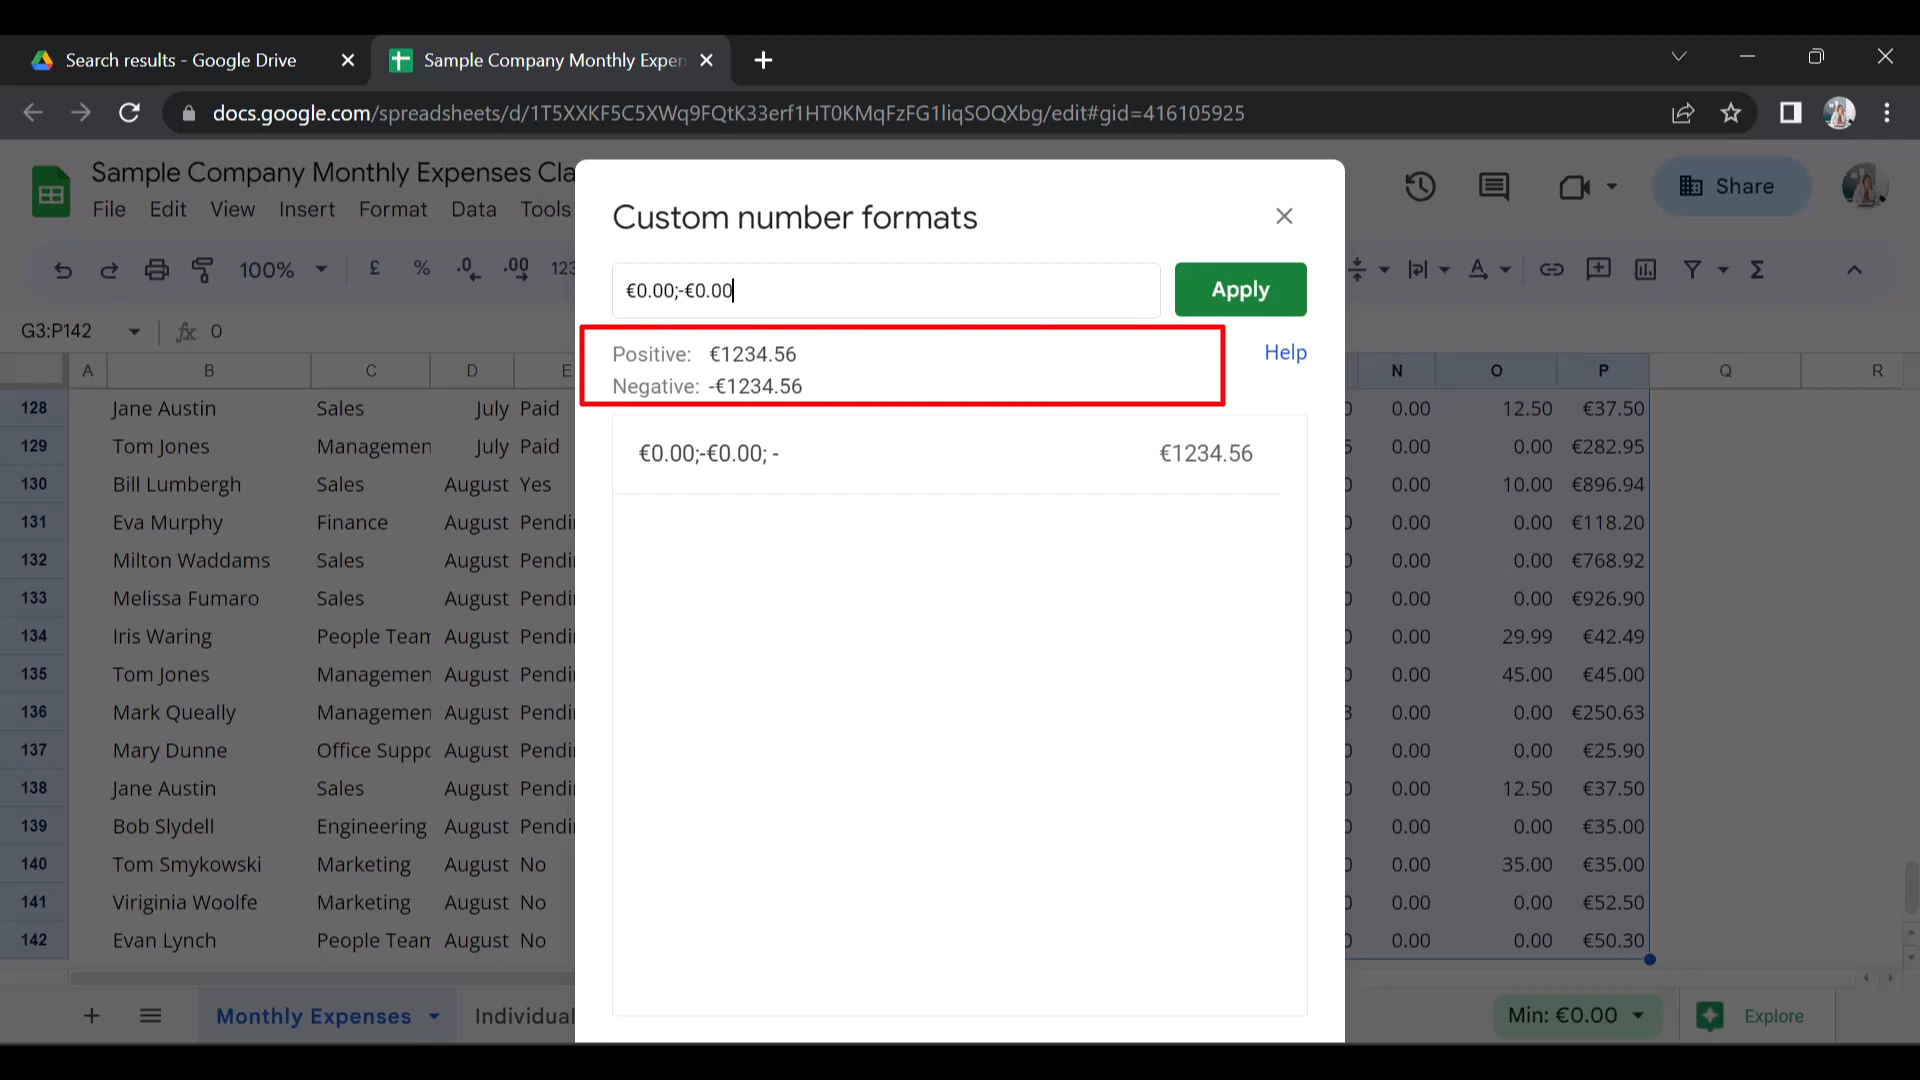 Search results - Google Drive
Sample Company Monthly Expen
docs.google.com/spreadsheets/d/1T5XXKF5C5XWq9FQtK33erf1HT0KMqFzFG1liqSOQXbg/edit#gid=416105925
Sample Company Monthly Expenses Cla
File Edit View Insert Format Data Tools
Share
100% £ % .0 .00 123
Custom number formats
€0.00;-€0.00
Apply
Positive: €1234.56
Negative: -€1234.56
Help
€0.00;-€0.00; - €1234.56
G3:P142 fx 0
A B C D E N O P Q R
128 Jane Austin Sales July Paid 0.00 12.50 €37.50
129 Tom Jones Managemen July Paid 0.00 0.00 €282.95
130 Bill Lumbergh Sales August Yes 0.00 10.00 €896.94
131 Eva Murphy Finance August Pendi 0.00 0.00 €118.20
132 Milton Waddams Sales August Pendi 0.00 0.00 €768.92
133 Melissa Fumaro Sales August Pendi 0.00 0.00 €926.90
134 Iris Waring People Team August Pendi 0.00 29.99 €42.49
135 Tom Jones Managemen August Pendi 0.00 45.00 €45.00
136 Mark Queally Managemen August Pendi 0.00 0.00 €250.63
137 Mary Dunne Office Suppo August Pendi 0.00 0.00 €25.90
138 Jane Austin Sales August Pendi 0.00 12.50 €37.50
139 Bob Slydell Engineering August Pendi 0.00 0.00 €35.00
140 Tom Smykowski Marketing August No 0.00 35.00 €35.00
141 Viriginia Woolfe Marketing August No 0.00 0.00 €52.50
142 Evan Lynch People Team August No 0.00 0.00 €50.30
Monthly Expenses Individual Min: €0.00 Explore